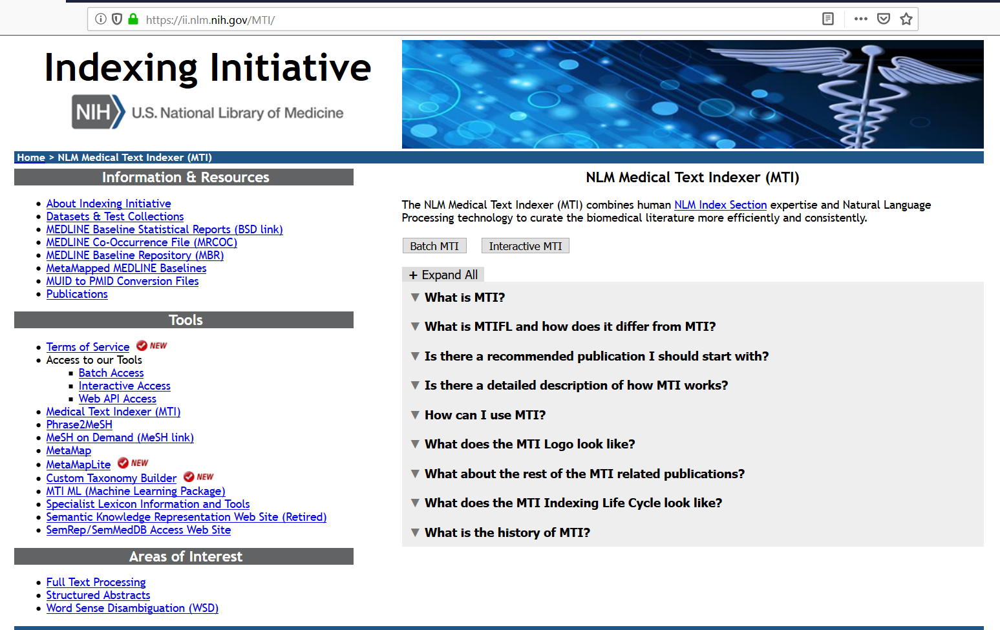 https://ii.nlm.nih.gov/MTI/
Indexing Initiative
NIH U.S. National Library of Medicine
Home > NLM Medical Text Indexer (MTI)
Information & Resources
About Indexing Initiative
Datasets & Test Collections
MEDLINE Baseline Statistical Reports (BSD link)
MEDLINE Co-Occurrence File (MRCOC)
MEDLINE Baseline Repository (MBR)
MetaMapped MEDLINE Baselines
MUID to PMID Conversion Files
Publications
Tools
Terms of Service NEW
Access to our Tools
Batch Access
Interactive Access
Web API Access
Medical Text Indexer (MTI)
Phrase2MeSH
MeSH on Demand (MeSH link)
MetaMap
MetaMapLite NEW
Custom Taxonomy Builder NEW
MTI ML (Machine Learning Package)
Specialist Lexicon Information and Tools
Semantic Knowledge Representation Web Site (Retired)
SemRep/SemMedDB Access Web Site
Areas of Interest
Full Text Processing
Structured Abstracts
Word Sense Disambiguation (WSD)
NLM Medical Text Indexer (MTI)
The NLM Medical Text Indexer (MTI) combines human NLM Index Section expertise and Natural Language
Processing technology to curate the biomedical literature more efficiently and consistently.
Batch MTI Interactive MTI
+ Expand All
What is MTI?
What is MTIFL and how does it differ from MTI?
Is there a recommended publication I should start with?
Is there a detailed description of how MTI works?
How can I use MTI?
What does the MTI Logo look like?
What about the rest of the MTI related publications?
What does the MTI Indexing Life Cycle look like?
What is the history of MTI?